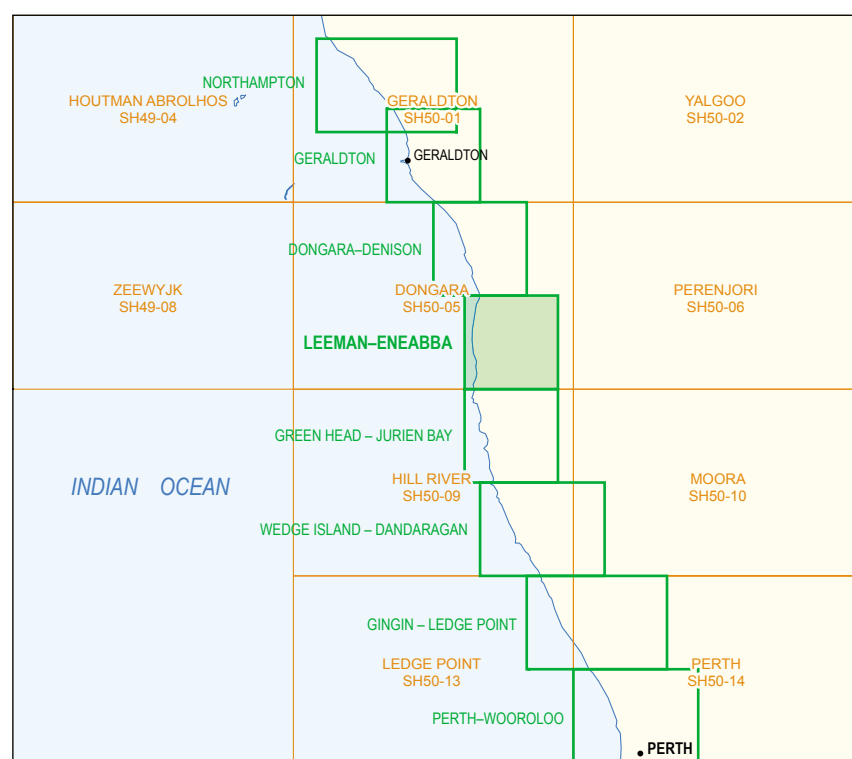 NORTHAMPTON
HOUTMAN ABROLHOS
SH49-04
GERALDTON
SH50-01
YALGOO
SH50-02
GERALDTON
GERALDTON
DONGARA–DENISON
ZEEWYJK
SH49-08
DONGARA
SH50-05
PERENJORI
SH50-06
LEEMAN–ENEABBA
GREEN HEAD – JURIEN BAY
INDIAN OCEAN
HILL RIVER
SH50-09
MOORA
SH50-10
WEDGE ISLAND – DANDARAGAN
GINGIN – LEDGE POINT
LEDGE POINT
SH50-13
PERTH
SH50-14
PERTH–WOOROLOO
PERTH